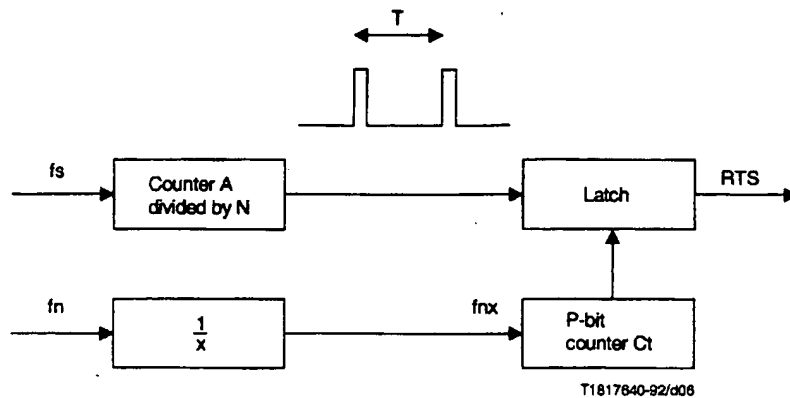 T
fs
Counter A
divided by N
Latch
RTS
fn
1
x
fnx
P-bit
counter Ct
T1817640-92/d06